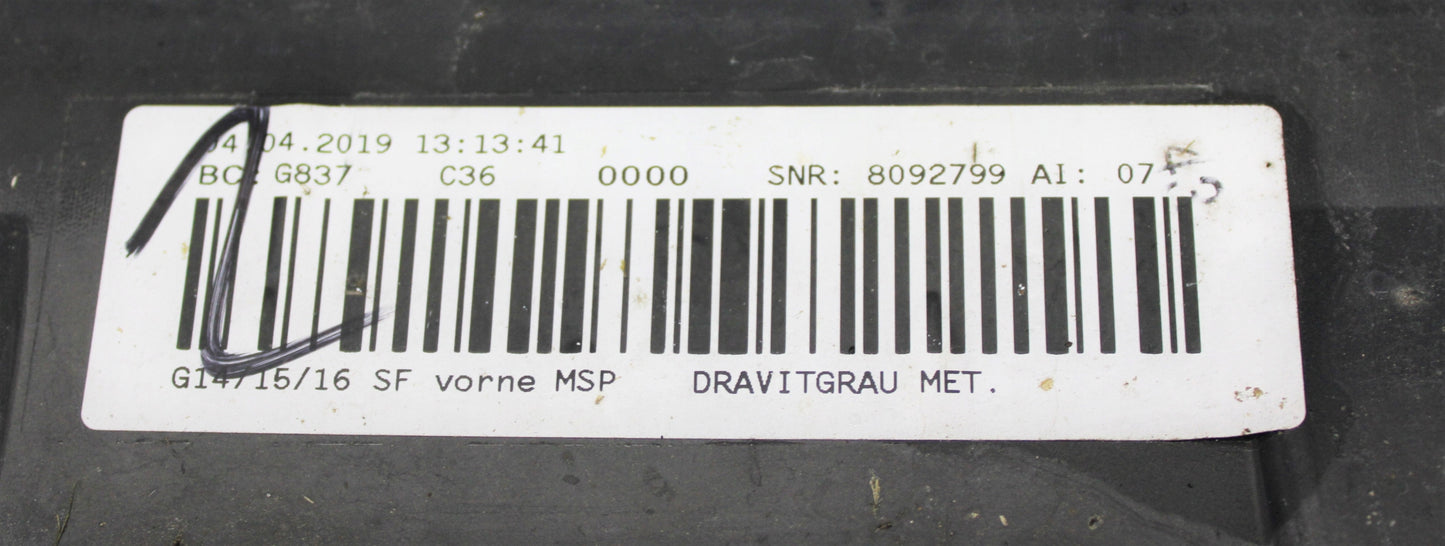 04.04.2019 13:13:41
BC: G837 C36 0000 SNR: 8092799 AI: 07
G14/15/16 SF vorne MSP DRAVITGRAU MET.